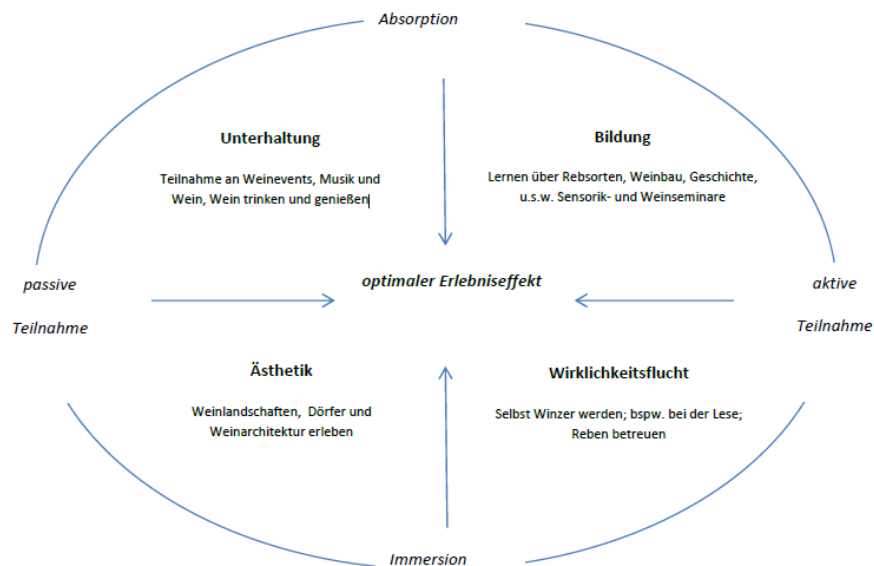 Absorption
Unterhaltung
Teilnahme an Weinevents, Musik und
Wein, Wein trinken und genießen
Bildung
Lernen über Rebsorten, Weinbau, Geschichte,
u.s.w. Sensorik- und Weinseminare
passive
Teilnahme
optimaler Erlebniseffekt
aktive
Teilnahme
Ästhetik
Weinlandschaften, Dörfer und
Weinarchitektur erleben
Wirklichkeitsflucht
Selbst Winzer werden; bspw. bei der Lese;
Reben betreuen
Immersion